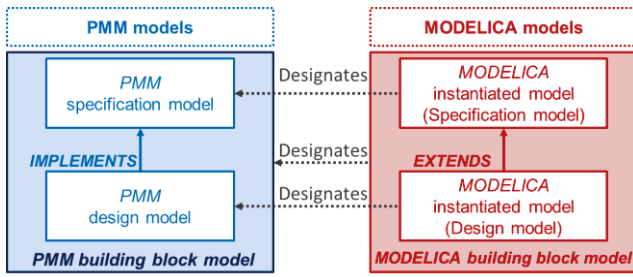 PMM models
MODELICA models
PMM
specification model
Designates
MODELICA
instantiated model
(Specification model)
IMPLEMENTS
Designates
EXTENDS
PMM
design model
Designates
MODELICA
instantiated model
(Design model)
PMM building block model
MODELICA building block model